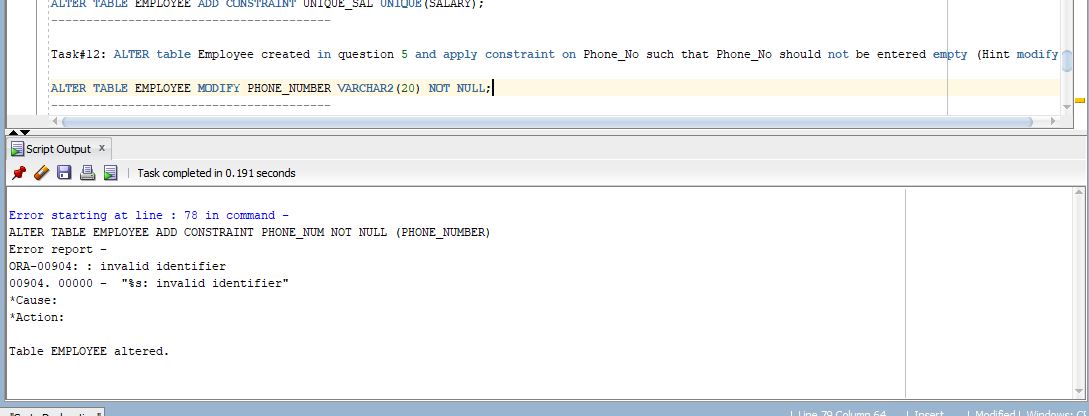 ALTER TABLE EMPLOYEE ADD CONSTRAINT UNIQUE_SAL UNIQUE(SALARY);
----------------------------------------
Task#12: ALTER table Employee created in question 5 and apply constraint on Phone_No such that Phone_No should not be entered empty (Hint modify
ALTER TABLE EMPLOYEE MODIFY PHONE_NUMBER VARCHAR2(20) NOT NULL;
----------------------------------------
Script Output x
Task completed in 0.191 seconds
Error starting at line : 78 in command -
ALTER TABLE EMPLOYEE ADD CONSTRAINT PHONE_NUM NOT NULL (PHONE_NUMBER)
Error report -
ORA-00904: : invalid identifier
00904. 00000 -  "%s: invalid identifier"
*Cause:
*Action:
Table EMPLOYEE altered.
Line 79 Column 64 | Insert | Modified | Windows: